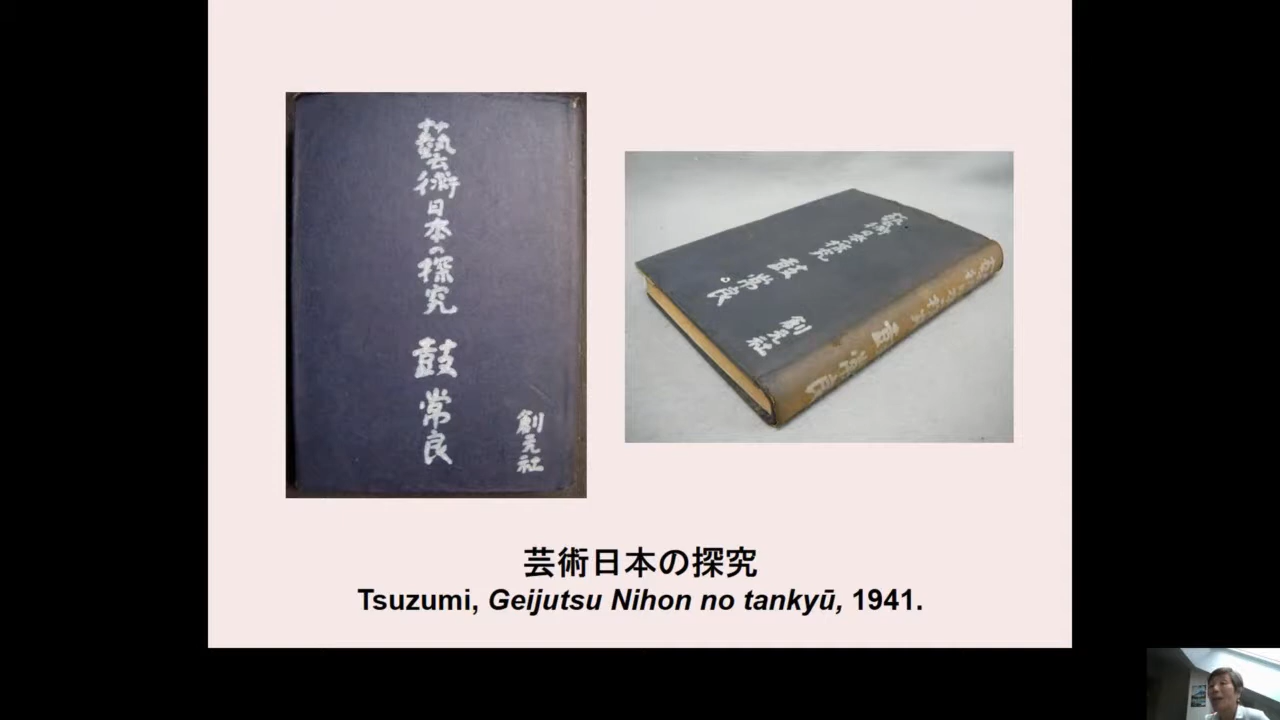 藝術日本の探究 鼓 常良
創元社
藝術日本の探究 鼓 常良
創元社
芸術日本の探究
Tsuzumi, Geijutsu Nihon no tankyū, 1941.